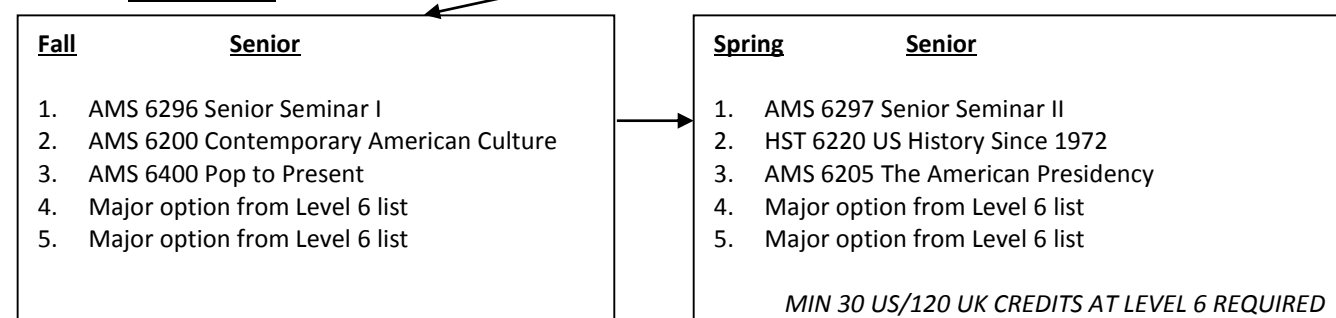 Fall Senior
1. AMS 6296 Senior Seminar I
2. AMS 6200 Contemporary American Culture
3. AMS 6400 Pop to Present
4. Major option from Level 6 list
5. Major option from Level 6 list
Spring Senior
1. AMS 6297 Senior Seminar II
2. HST 6220 US History Since 1972
3. AMS 6205 The American Presidency
4. Major option from Level 6 list
5. Major option from Level 6 list
MIN 30 US/120 UK CREDITS AT LEVEL 6 REQUIRED